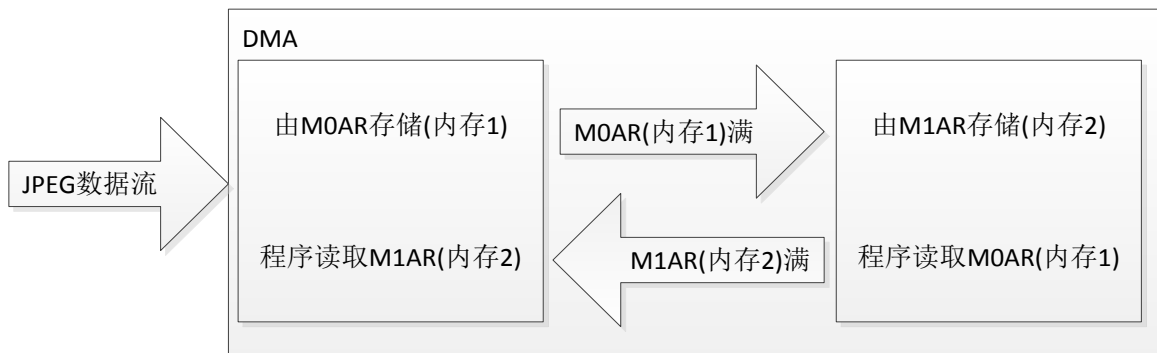 DMA
由M0AR存储(内存1)
M0AR(内存1)满
由M1AR存储(内存2)
JPEG数据流
程序读取M1AR(内存2)
M1AR(内存2)满
程序读取M0AR(内存1)